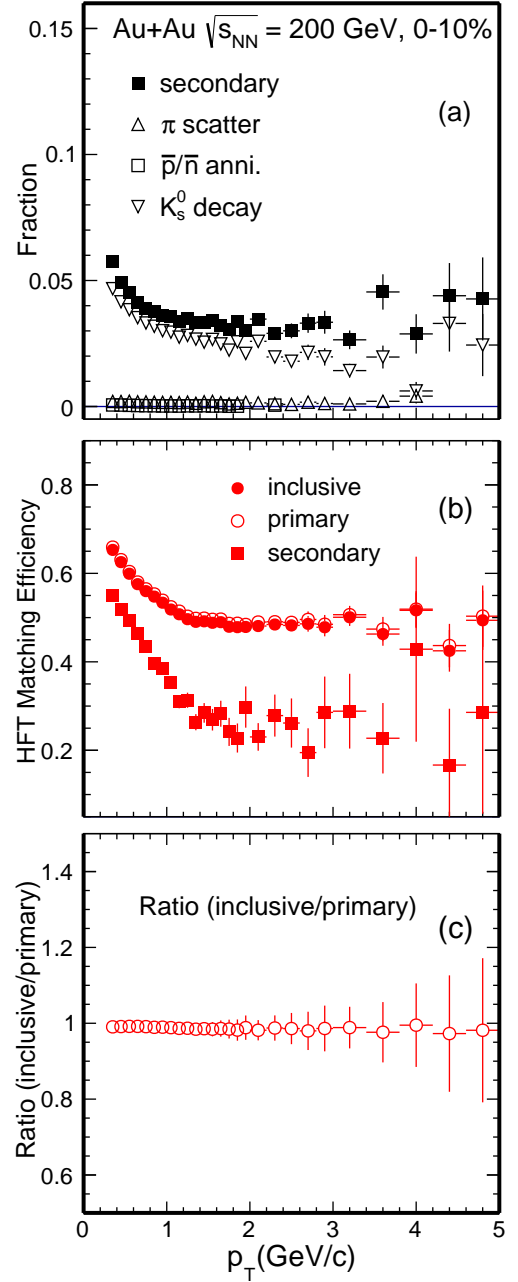 0.15
Au+Au √s_NN = 200 GeV, 0-10%
secondary
(a)
π scatter
0.1
p̅/n̅ anni.
K_s^0 decay
Fraction
0.05
0
0.8
inclusive
(b)
primary
secondary
0.6
HFT Matching Efficiency
0.4
0.2
1.4
Ratio (inclusive/primary)
(c)
1.2
Ratio (inclusive/primary)
1
0.8
0.6
0 1 2 3 4 5
p_T(GeV/c)